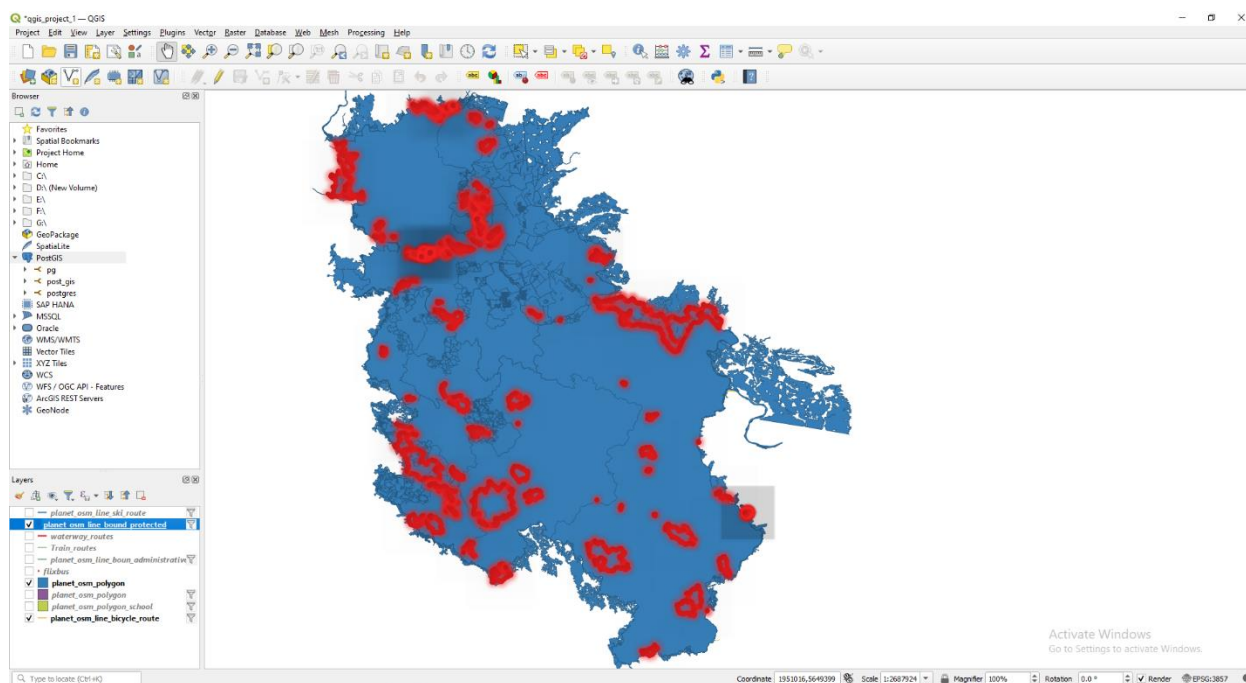 *qgis_project_1 — QGIS
Project Edit View Layer Settings Plugins Vector Raster Database Web Mesh Processing Help
Browser
Favorites
Spatial Bookmarks
Project Home
Home
C:\
D:\ (New Volume)
E:\
F:\
G:\
GeoPackage
SpatiaLite
PostGIS
pg
post_gis
postgres
SAP HANA
MSSQL
Oracle
WMS/WMTS
Vector Tiles
XYZ Tiles
WCS
WFS / OGC API - Features
ArcGIS REST Servers
GeoNode
Layers
planet_osm_line_ski_route
planet_osm_line_bound_protected
waterway_routes
Train_routes
planet_osm_line_boun_administrative
flixbus
planet_osm_polygon
planet_osm_polygon
planet_osm_polygon_school
planet_osm_line_bicycle_route
Activate Windows
Go to Settings to activate Windows.
Type to locate (Ctrl+K)
Coordinate 1951016,5649399 Scale 1:2687924 Magnifier 100% Rotation 0.0 ° Render EPSG:3857